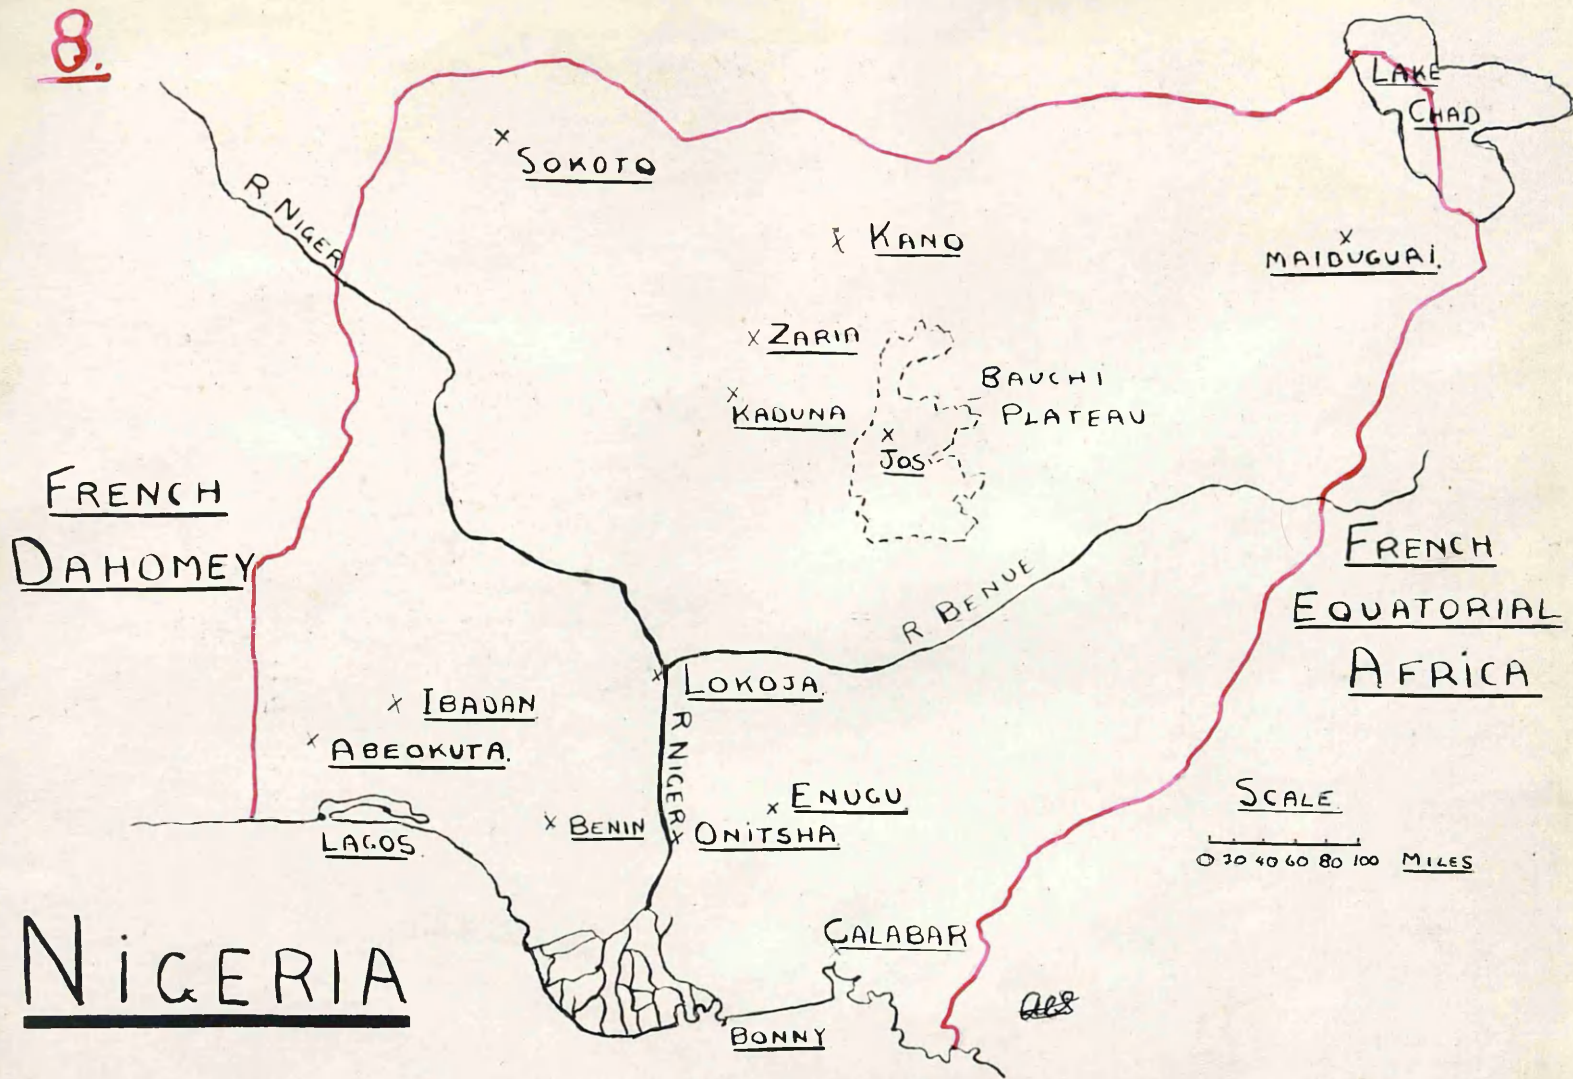 8.
LAKE
CHAD
SOKOTO
R. NIGER
KANO
MAIDUGURI.
ZARIA
BAUCHI
PLATEAU
KADUNA
JOS
FRENCH
DAHOMEY
FRENCH
EQUATORIAL
AFRICA
R BENUE
LOKOJA.
IBADAN
ABEOKUTA.
R NIGER
ENUGU
SCALE
BENIN
ONITSHA
LAGOS.
0 20 40 60 80 100 MILES
CALABAR
NIGERIA
BONNY